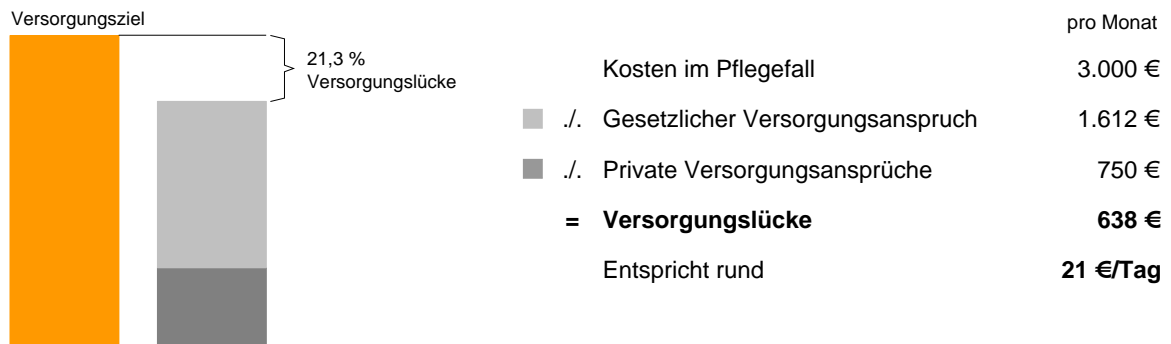 Versorgungsziel
21,3 %
Versorgungslücke
pro Monat
Kosten im Pflegefall 3.000 €
./. Gesetzlicher Versorgungsanspruch 1.612 €
./. Private Versorgungsansprüche 750 €
= Versorgungslücke 638 €
Entspricht rund 21 €/Tag